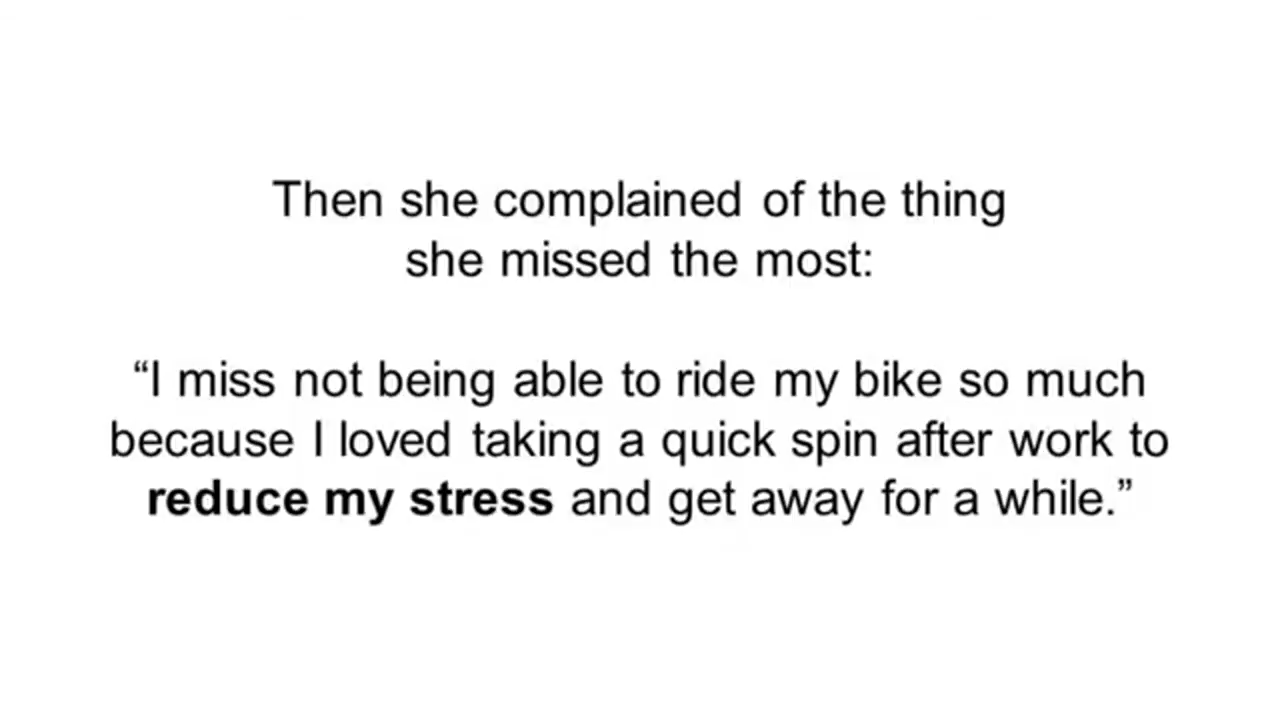 Then she complained of the thing
she missed the most:
“I miss not being able to ride my bike so much
because I loved taking a quick spin after work to
reduce my stress and get away for a while.”